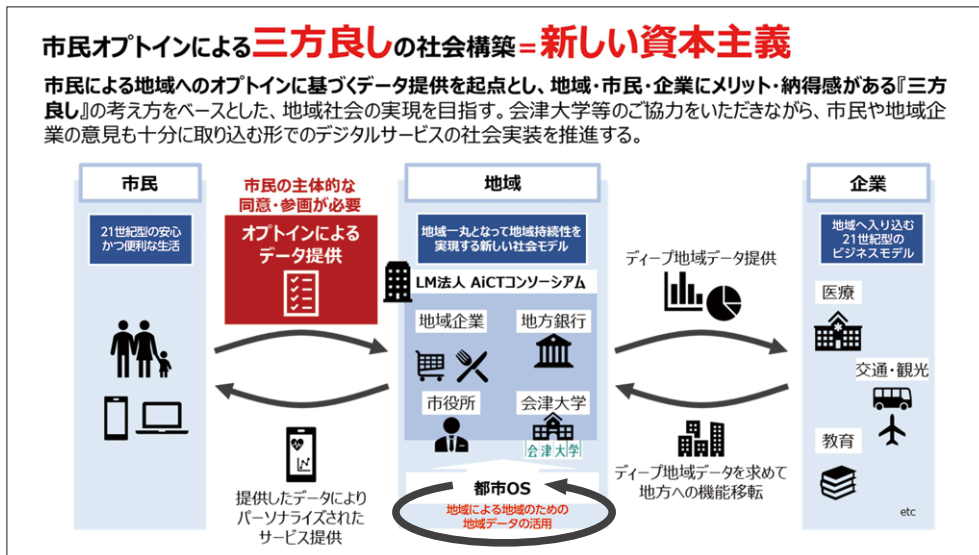 市民オプトインによる三方良しの社会構築=新しい資本主義
市民による地域へのオプトインに基づくデータ提供を起点とし、地域・市民・企業にメリット・納得感がある『三方
良し』の考え方をベースとした、地域社会の実現を目指す。会津大学等のご協力をいただきながら、市民や地域企
業の意見も十分に取り込む形でのデジタルサービスの社会実装を推進する。
市民
21世紀型の安心
かつ便利な生活
市民の主体的な
同意・参画が必要
オプトインによる
データ提供
提供したデータにより
パーソナライズされた
サービス提供
地域
地域一丸となって地域持続性を
実現する新しい社会モデル
LM法人 AiCTコンソーシアム
地域企業
地方銀行
市役所
会津大学
会津大学
都市OS
地域による地域のための
地域データの活用
ディープ地域データ提供
ディープ地域データを求めて
地方への機能移転
企業
地域へ入り込む
21世紀型の
ビジネスモデル
医療
交通・観光
教育
etc